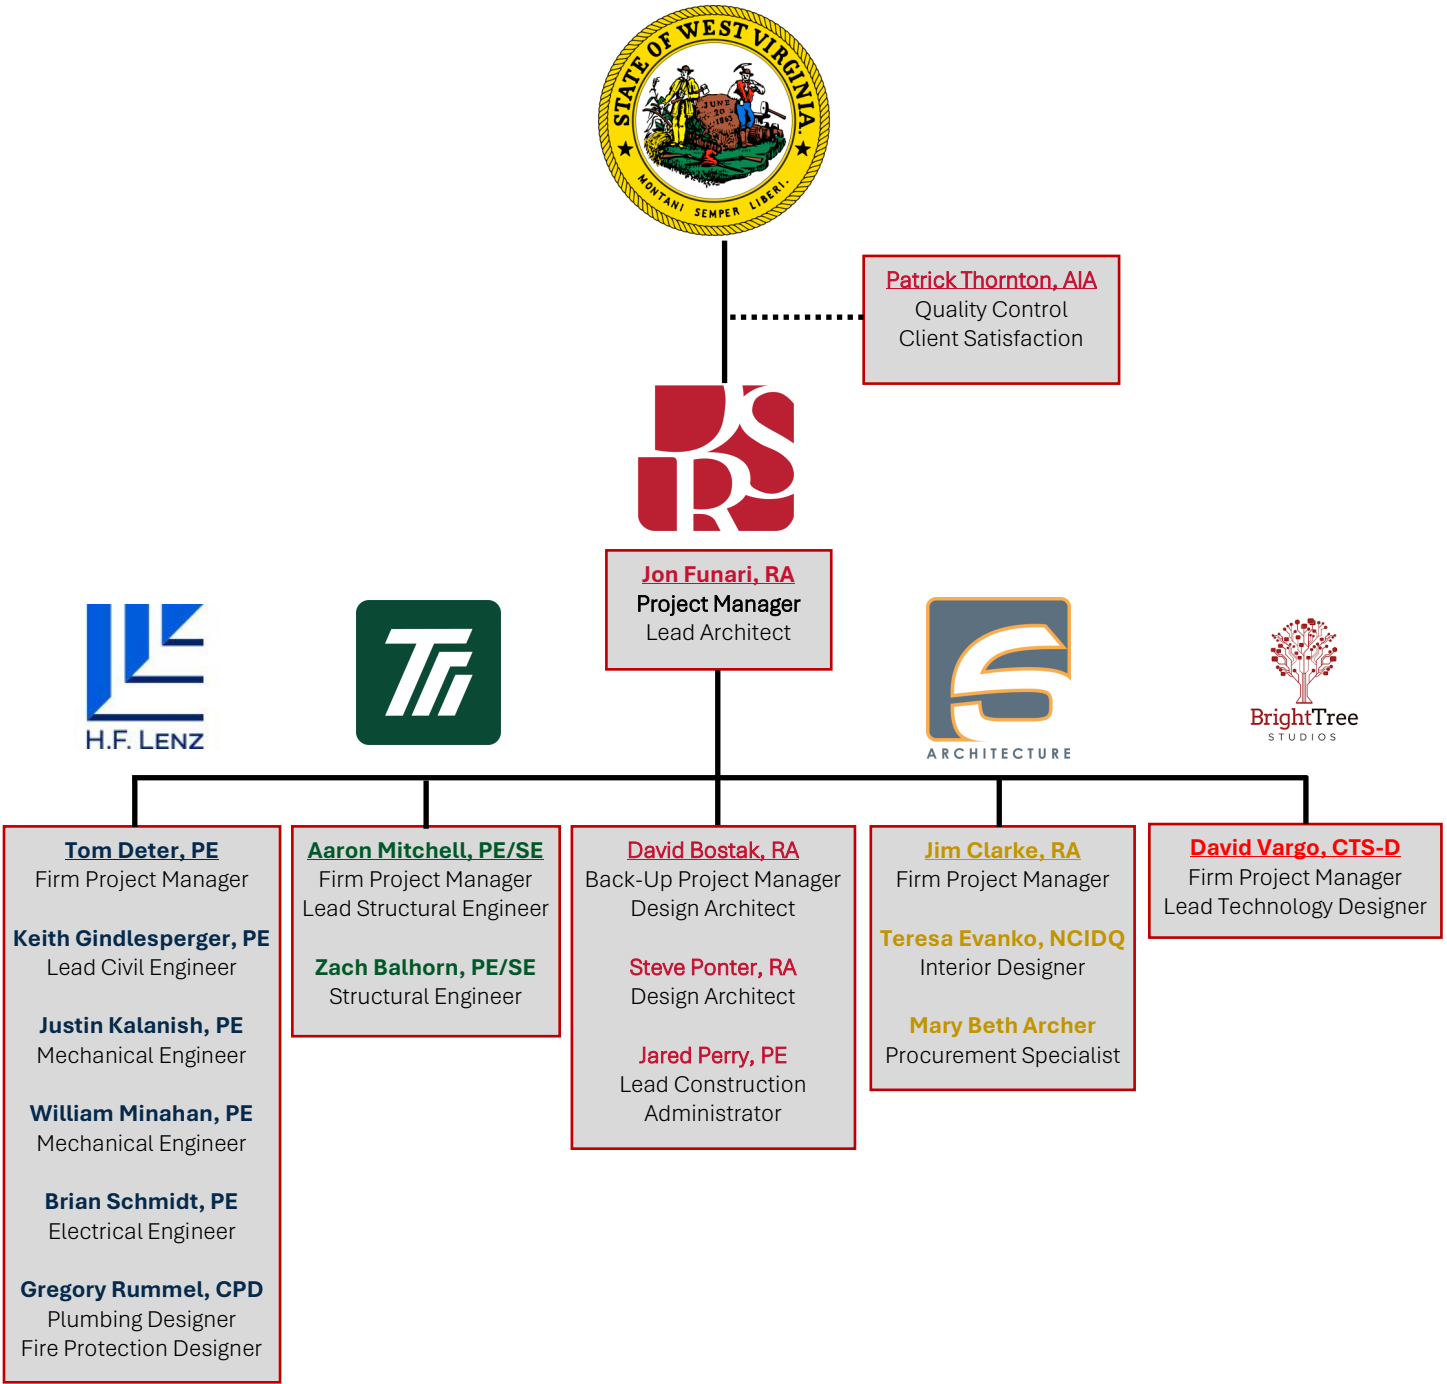 STATE OF WEST VIRGINIA.
JUNE
20
1863
MONTANI SEMPER LIBERI.
Patrick Thornton, AIA
Quality Control
Client Satisfaction
RS
Jon Funari, RA
Project Manager
Lead Architect
H.F. LENZ
ARCHITECTURE
BrightTree
STUDIOS
Tom Deter, PE
Firm Project Manager
Keith Gindlesperger, PE
Lead Civil Engineer
Justin Kalanish, PE
Mechanical Engineer
William Minahan, PE
Mechanical Engineer
Brian Schmidt, PE
Electrical Engineer
Gregory Rummel, CPD
Plumbing Designer
Fire Protection Designer
Aaron Mitchell, PE/SE
Firm Project Manager
Lead Structural Engineer
Zach Balhorn, PE/SE
Structural Engineer
David Bostak, RA
Back-Up Project Manager
Design Architect
Steve Ponter, RA
Design Architect
Jared Perry, PE
Lead Construction
Administrator
Jim Clarke, RA
Firm Project Manager
Teresa Evanko, NCIDQ
Interior Designer
Mary Beth Archer
Procurement Specialist
David Vargo, CTS-D
Firm Project Manager
Lead Technology Designer